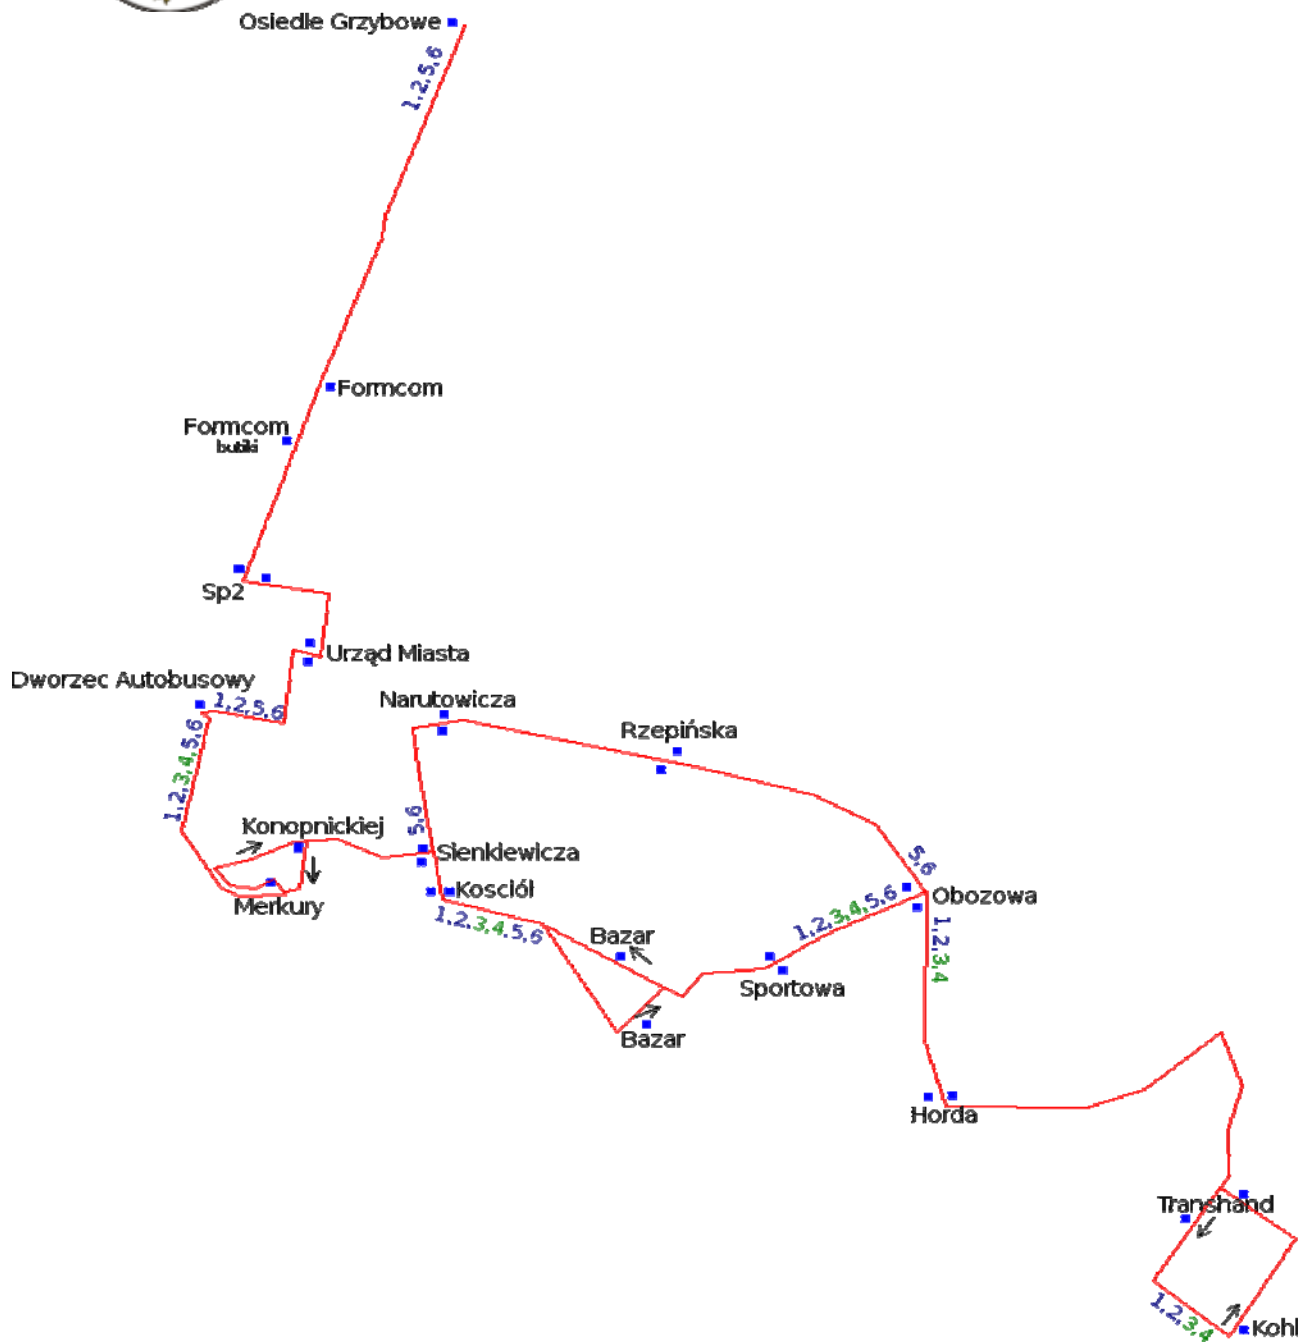 Osiedle Grzybowe
1,2,5,6
Formcom
Formcom
butiki
Sp2
Urząd Miasta
Dworzec Autobusowy
1,2,5,6
Narutowicza
Rzepińska
1,2,3,4,5,6
Konopnickiej
5,6
Sienkiewicza
5,6
Merkury
Kosciół
Obozowa
1,2,3,4,5,6
1,2,3,4,5,6
Bazar
1,2,3,4
Sportowa
Bazar
Horda
Transhand
1,2,3,4
Kohl